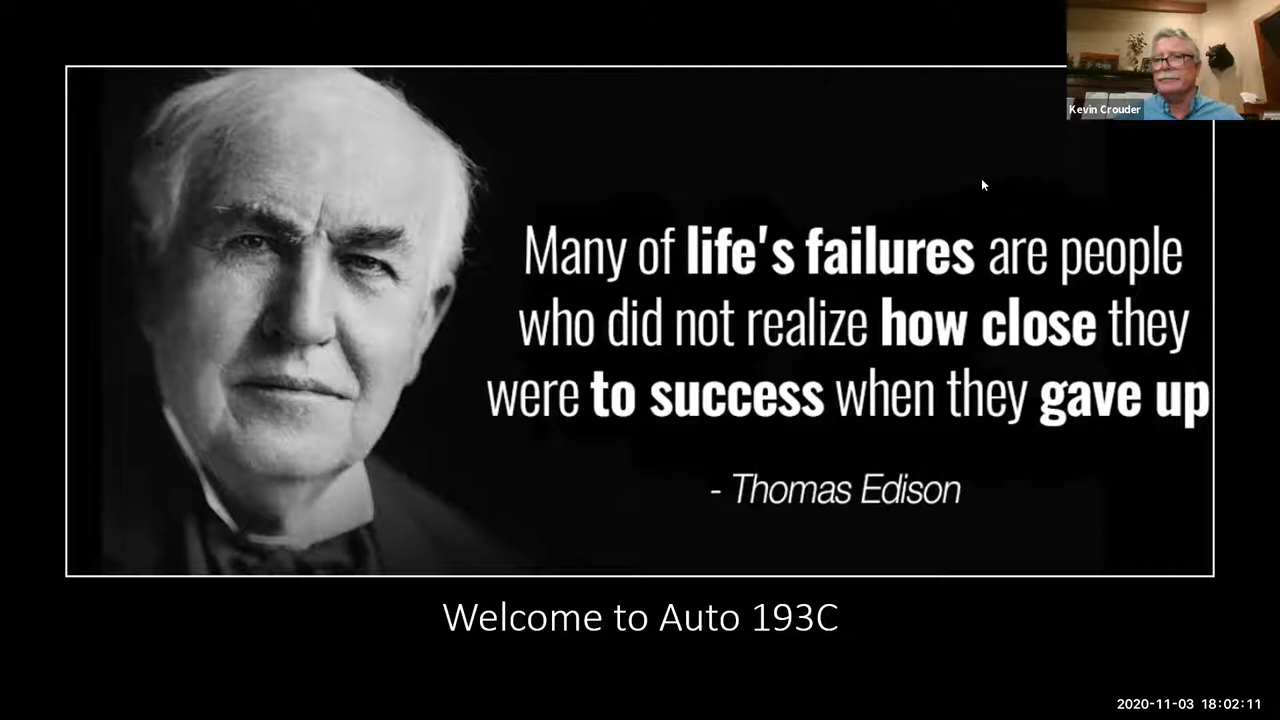 Kevin Crouder
Many of life's failures are people
who did not realize how close they
were to success when they gave up
- Thomas Edison
Welcome to Auto 193C
2020-11-03 18:02:11